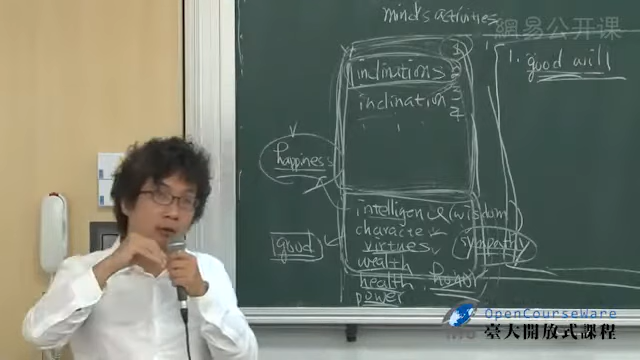 mind's activities
網易公开课
inclinations
inclination
1. good will
happiness
intelligence (wisdom)
character
virtues
sympathy
good
wealth
health
honor
power
OpenCourseWare
臺大開放式課程